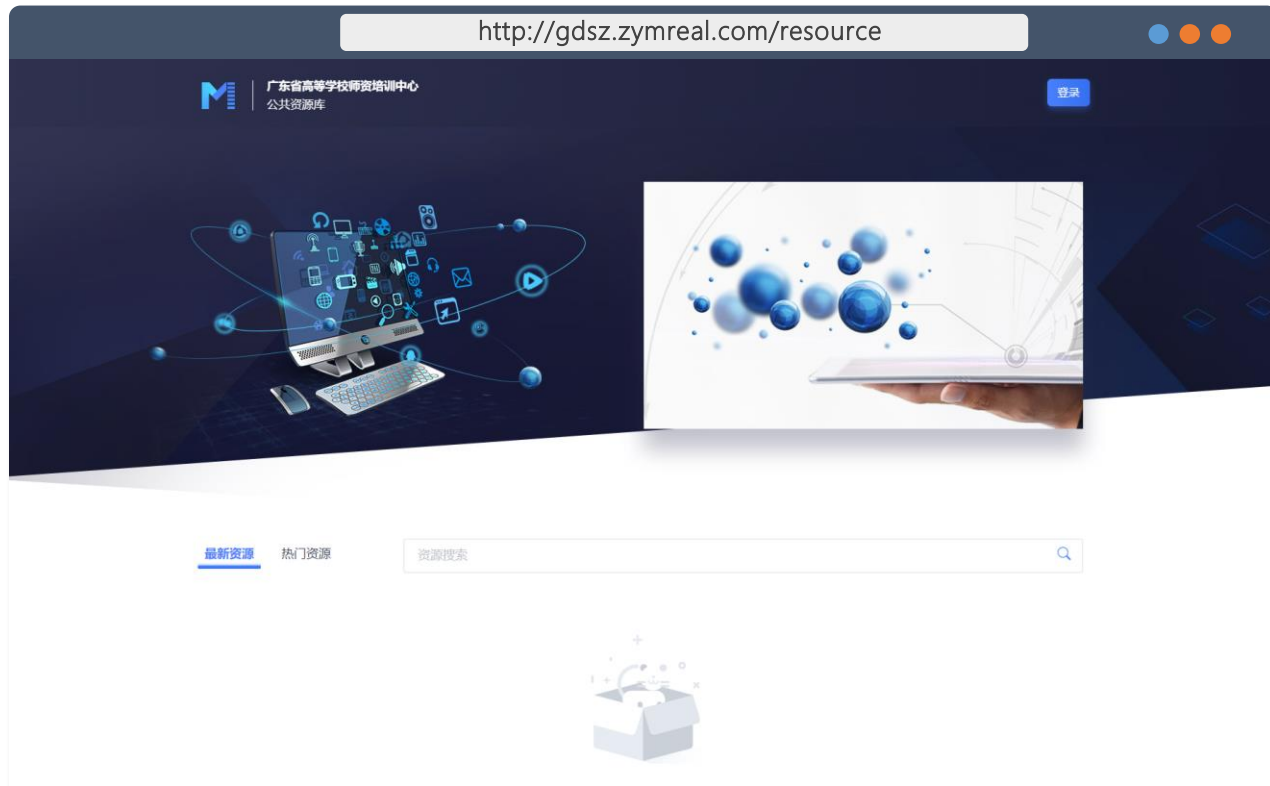 http://gdsz.zymreal.com/resource
广东省高等学校师资培训中心
公共资源库
登录
最新资源 热门资源 资源搜索